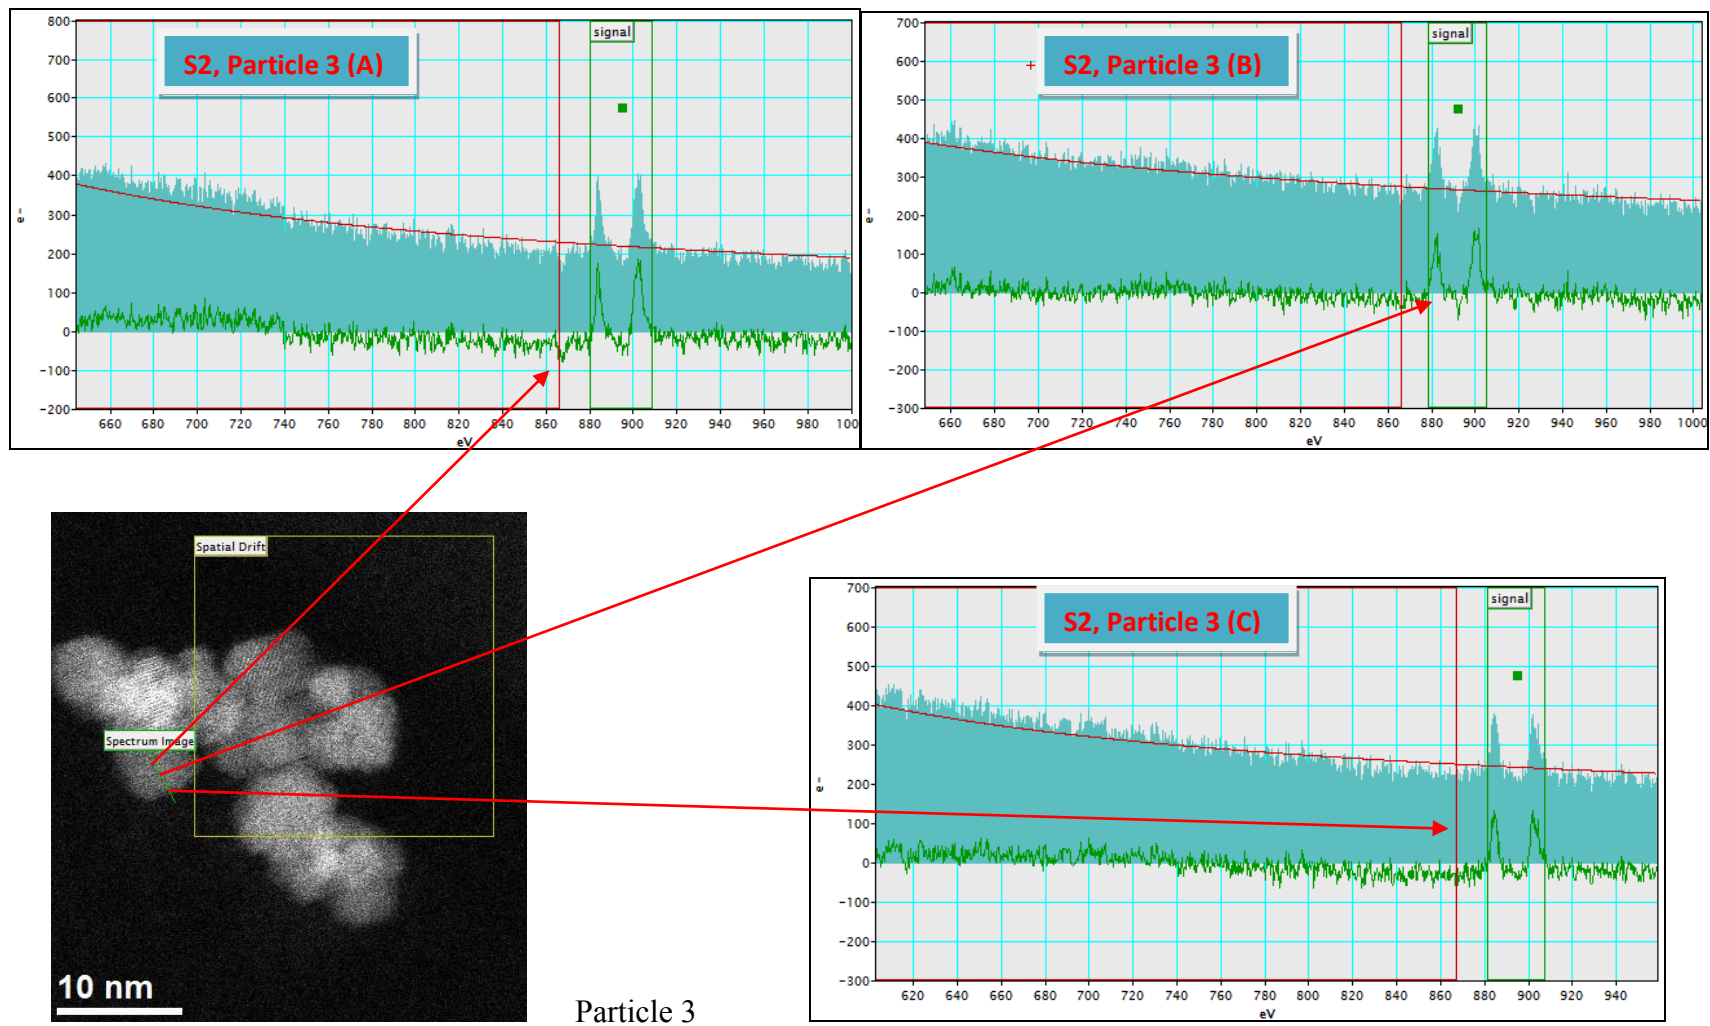 800
700
600
500
400
300
200
100
0
-100
-200
e-
signal
S2, Particle 3 (A)
660 680 700 720 740 760 780 800 820 840 860 880 900 920 940 960 980 100
eV
700
600
500
400
300
200
100
0
-100
-200
-300
e-
signal
S2, Particle 3 (B)
660 680 700 720 740 760 780 800 820 840 860 880 900 920 940 960 980 1000
eV
Spatial Drift
Spectrum Image
10 nm
Particle 3
700
600
500
400
300
200
100
0
-100
-200
-300
e-
signal
S2, Particle 3 (C)
620 640 660 680 700 720 740 760 780 800 820 840 860 880 900 920 940
eV